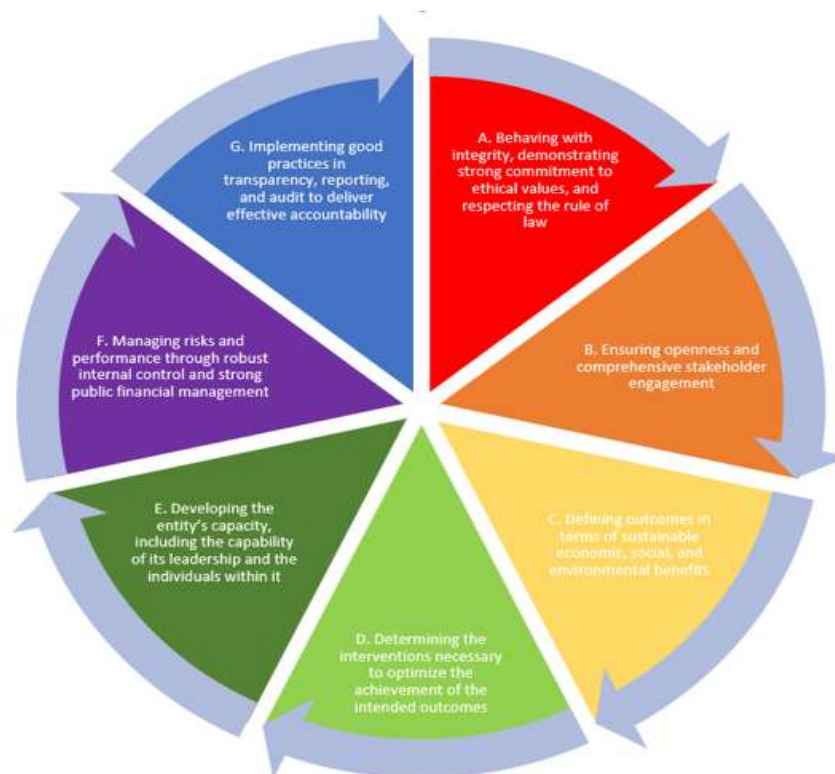 A. Behaving with
integrity, demonstrating
strong commitment to
ethical values, and
respecting the rule of
law
B. Ensuring openness and
comprehensive stakeholder
engagement
C. Defining outcomes in
terms of sustainable
economic, social, and
environmental benefits
D. Determining the
interventions necessary
to optimize the
achievement of the
intended outcomes
E. Developing the
entity's capacity,
including the capability
of its leadership and the
individuals within it
F. Managing risks and
performance through robust
internal control and strong
public financial management
G. Implementing good
practices in
transparency, reporting,
and audit to deliver
effective accountability